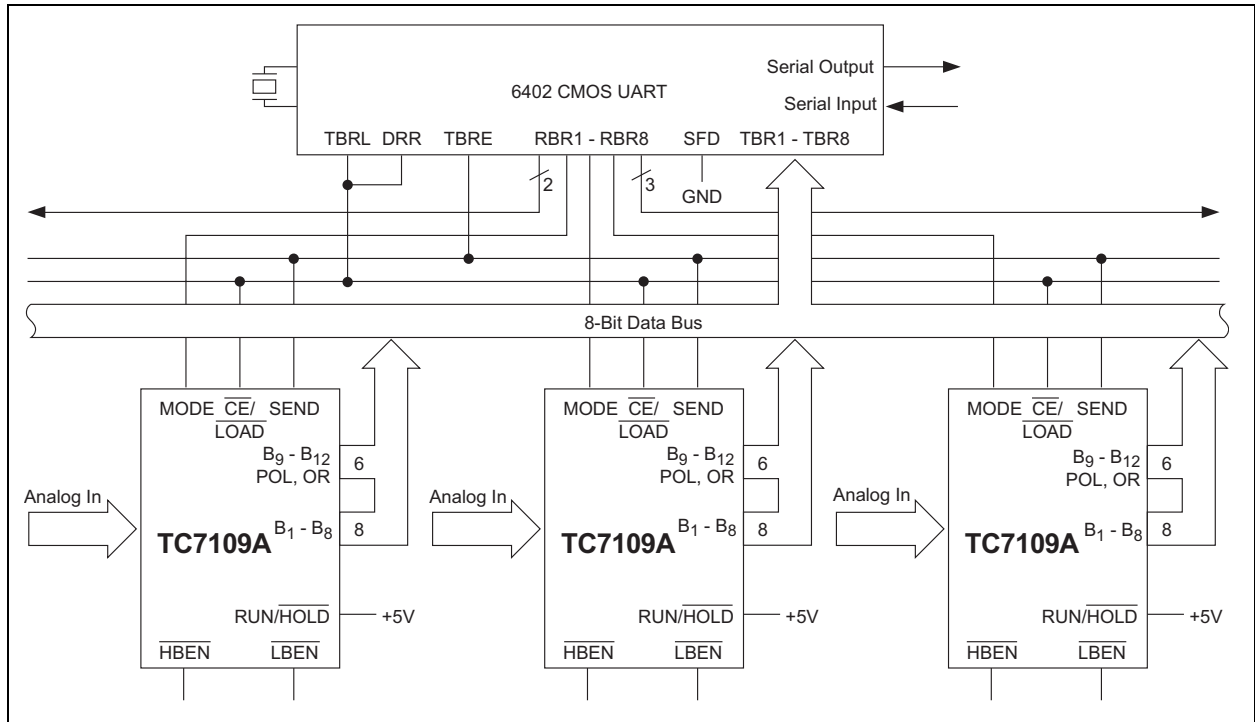 Serial Output
6402 CMOS UART
Serial Input
TBRL DRR TBRE RBR1 - RBR8 SFD TBR1 - TBR8
2
3
GND
8-Bit Data Bus
MODE CE/ SEND
LOAD
B9 - B12
POL, OR
6
Analog In
B1 - B8
8
TC7109A
RUN/HOLD
+5V
HBEN
LBEN
MODE CE/ SEND
LOAD
B9 - B12
POL, OR
6
Analog In
B1 - B8
8
TC7109A
RUN/HOLD
+5V
HBEN
LBEN
MODE CE/ SEND
LOAD
B9 - B12
POL, OR
6
Analog In
B1 - B8
8
TC7109A
RUN/HOLD
+5V
HBEN
LBEN